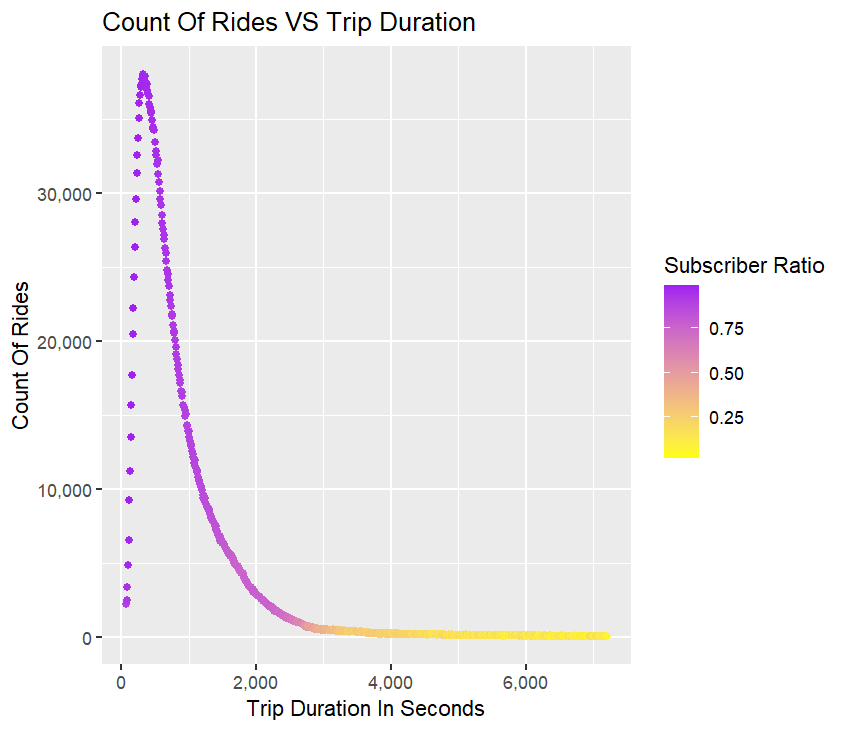 Count Of Rides VS Trip Duration
Count Of Rides
30,000
20,000
10,000
0
0 2,000 4,000 6,000
Trip Duration In Seconds
Subscriber Ratio
0.75
0.50
0.25